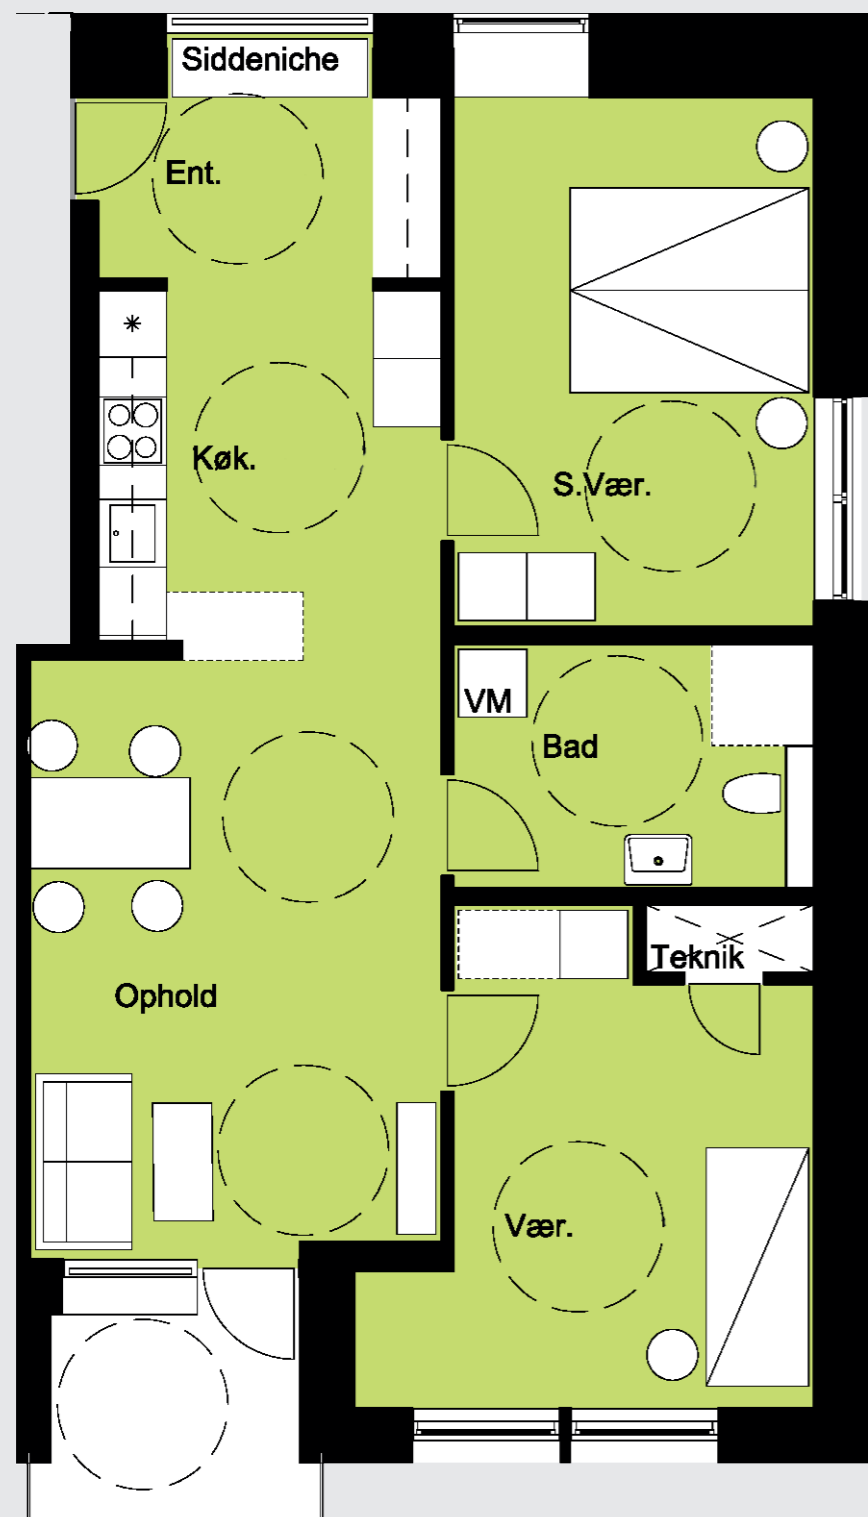 Siddeniche
Ent.
Køk.
S.Vær.
VM
Bad
Teknik
Ophold
Vær.